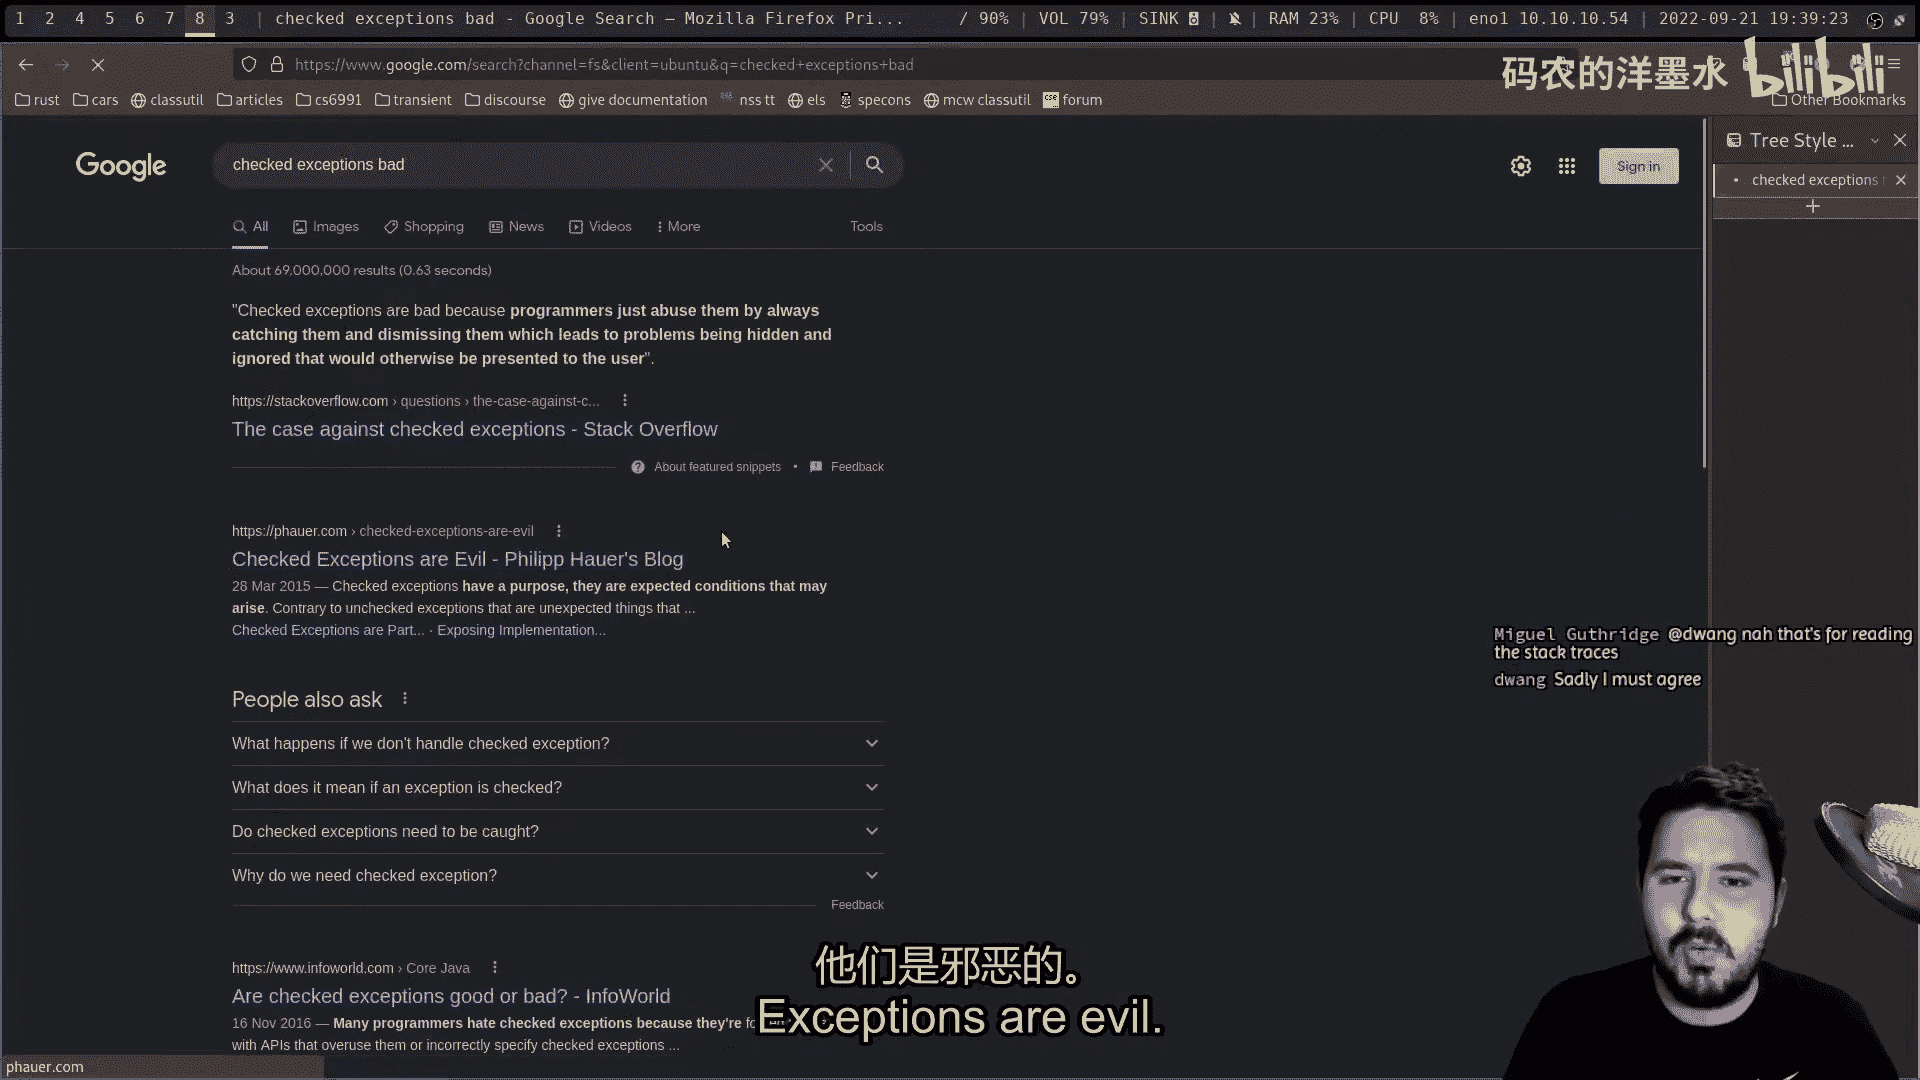 1 2 4 5 6 7 8 3 | checked exceptions bad - Google Search — Mozilla Firefox Pri... / 90% | VOL 79% | SINK | | RAM 23% | CPU 8% | eno1 10.10.10.54 | 2022-09-21 19:39:23
https://www.google.com/search?channel=fs&client=ubuntu&q=checked+exceptions+bad
码农的洋墨水 bilibili
rust cars classutil articles cs6991 transient discourse give documentation nss tt els specons mcw classutil forum Other Bookmarks
Tree Style ...
checked exceptions
Google
checked exceptions bad
Sign in
All Images Shopping News Videos More Tools
About 69,000,000 results (0.63 seconds)
"Checked exceptions are bad because programmers just abuse them by always
catching them and dismissing them which leads to problems being hidden and
ignored that would otherwise be presented to the user".
https://stackoverflow.com › questions › the-case-against-c...
The case against checked exceptions - Stack Overflow
About featured snippets • Feedback
https://phauer.com › checked-exceptions-are-evil
Checked Exceptions are Evil - Philipp Hauer's Blog
28 Mar 2015 — Checked exceptions have a purpose, they are expected conditions that may
arise. Contrary to unchecked exceptions that are unexpected things that ...
Checked Exceptions are Part... · Exposing Implementation...
Miguel Guthridge @dwang nah that's for reading
the stack traces
dwang Sadly I must agree
People also ask
What happens if we don't handle checked exception?
What does it mean if an exception is checked?
Do checked exceptions need to be caught?
Why do we need checked exception?
Feedback
https://www.infoworld.com › Core Java
Are checked exceptions good or bad? - InfoWorld
16 Nov 2016 — Many programmers hate checked exceptions because they're
with APIs that overuse them or incorrectly specify checked exceptions ...
他们是邪恶的。
Exceptions are evil.
phauer.com